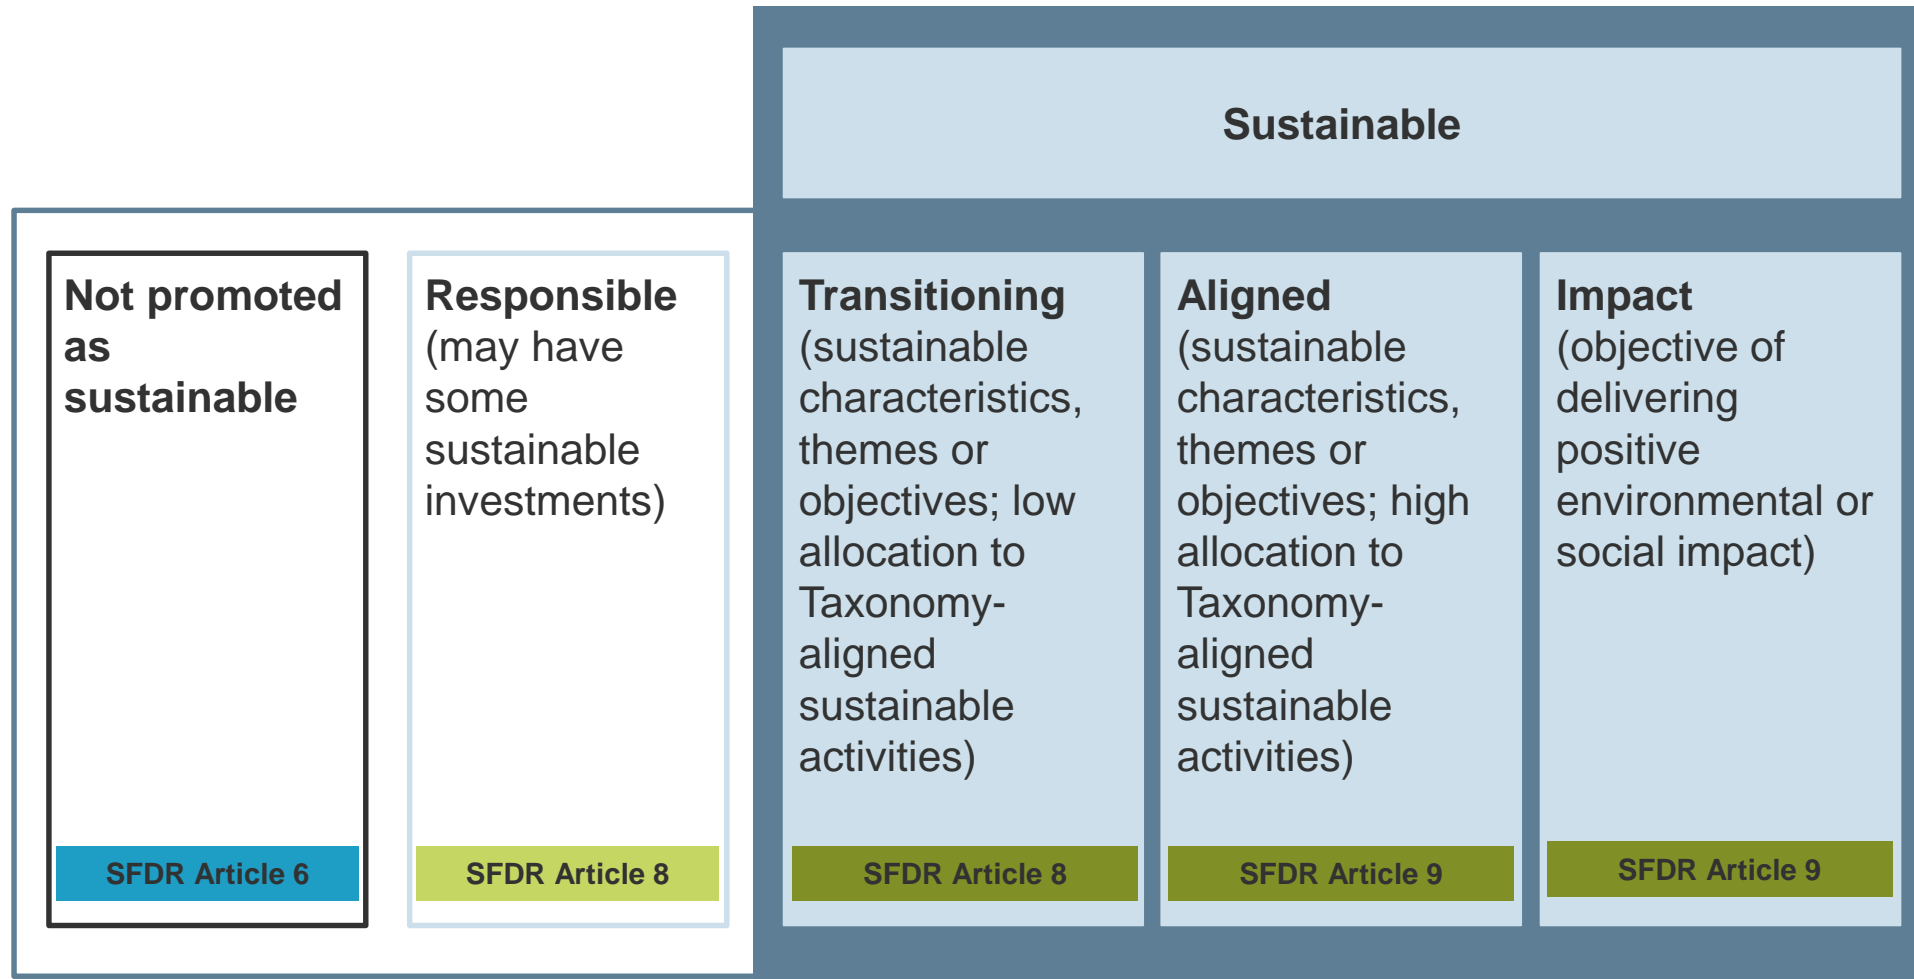 Sustainable
Not promoted
as
sustainable
SFDR Article 6
Responsible
(may have
some
sustainable
investments)
SFDR Article 8
Transitioning
(sustainable
characteristics,
themes or
objectives; low
allocation to
Taxonomy-
aligned
sustainable
activities)
SFDR Article 8
Aligned
(sustainable
characteristics,
themes or
objectives; high
allocation to
Taxonomy-
aligned
sustainable
activities)
SFDR Article 9
Impact
(objective of
delivering
positive
environmental or
social impact)
SFDR Article 9